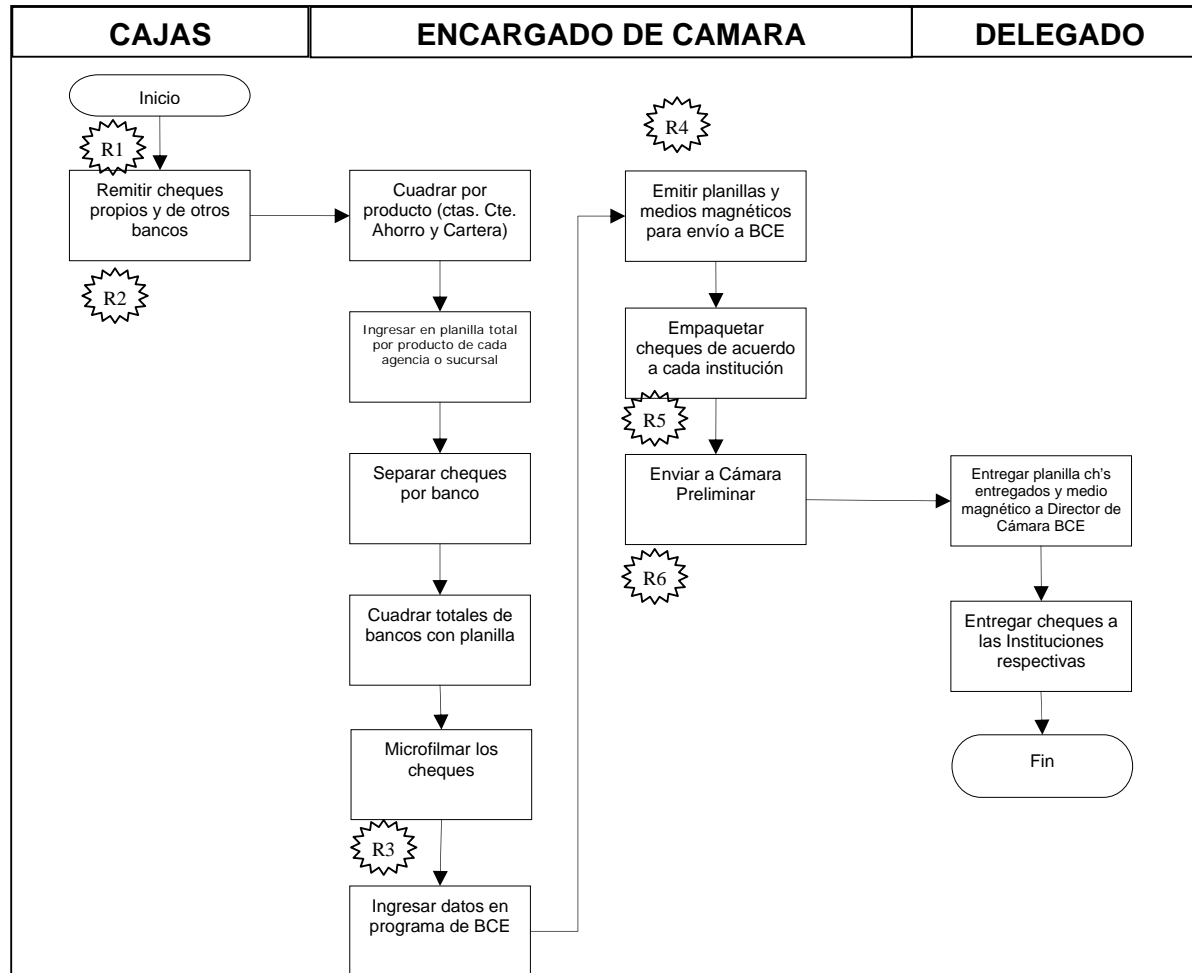 CAJAS
ENCARGADO DE CAMARA
DELEGADO
Inicio
R1
Remitir cheques
propios y de otros
bancos
R2
Cuadrar por
producto (ctas. Cte.
Ahorro y Cartera)
Ingresar en planilla total
por producto de cada
agencia o sucursal
Separar cheques
por banco
Cuadrar totales de
bancos con planilla
Microfilmar los
cheques
R3
Ingresar datos en
programa de BCE
R4
Emitir planillas y
medios magnéticos
para envío a BCE
Empaquetar
cheques de acuerdo
a cada institución
R5
Enviar a Cámara
Preliminar
R6
Entregar planilla ch's
entregados y medio
magnético a Director de
Cámara BCE
Entregar cheques a
las Instituciones
respectivas
Fin